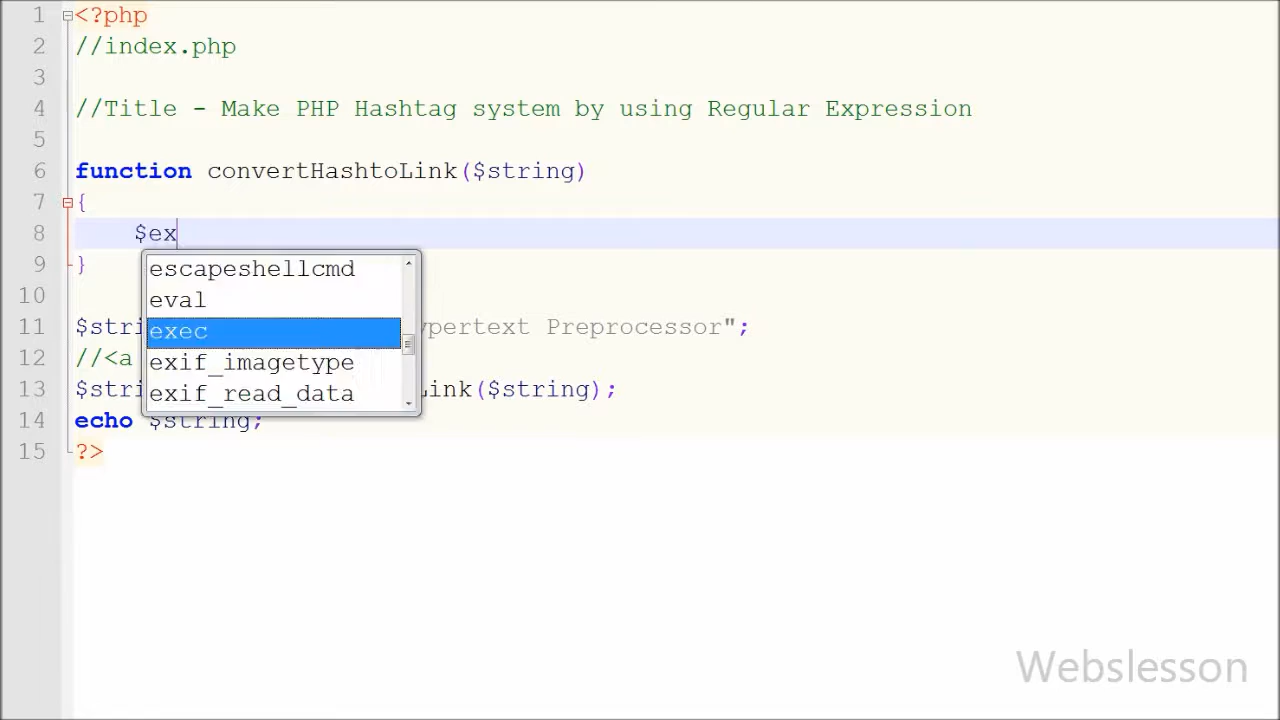 1 <?php
2 //index.php
3
4 //Title - Make PHP Hashtag system by using Regular Expression
5
6 function convertHashtoLink($string)
7 {
8 $ex
escapeshellcmd
eval
exec
exif_imagetype
exif_read_data
9 }
10
11 $stri pertext Preprocessor";
12 //<a
13 $stri Link($string);
14 echo $string;
15 ?>
Webslesson